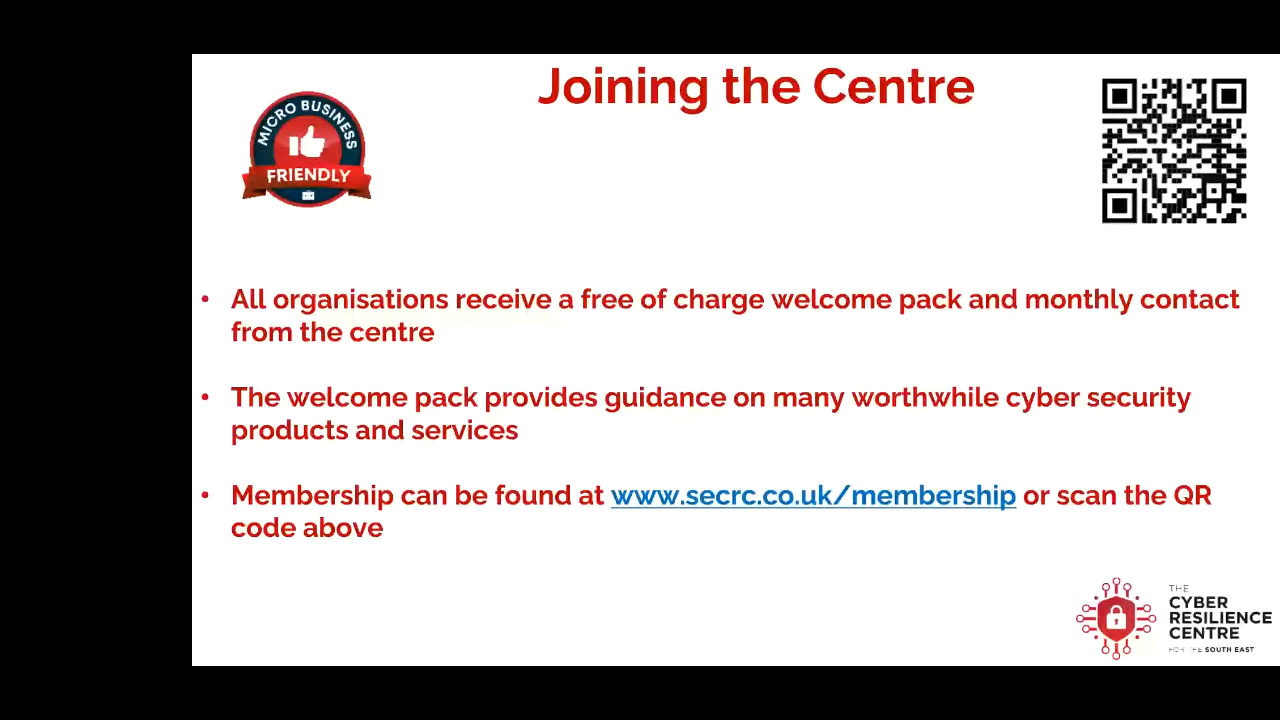 Joining the Centre
MICRO BUSINESS
FRIENDLY
• All organisations receive a free of charge welcome pack and monthly contact
from the centre
• The welcome pack provides guidance on many worthwhile cyber security
products and services
• Membership can be found at www.secrc.co.uk/membership or scan the QR
code above
THE
CYBER
RESILIENCE
CENTRE
FOR THE SOUTH EAST